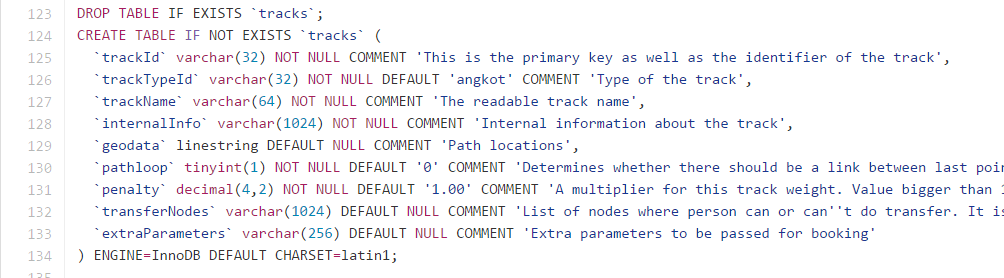 123 DROP TABLE IF EXISTS `tracks`;
124 CREATE TABLE IF NOT EXISTS `tracks` (
125 `trackId` varchar(32) NOT NULL COMMENT 'This is the primary key as well as the identifier of the track',
126 `trackTypeId` varchar(32) NOT NULL DEFAULT 'angkot' COMMENT 'Type of the track',
127 `trackName` varchar(64) NOT NULL COMMENT 'The readable track name',
128 `internalInfo` varchar(1024) NOT NULL COMMENT 'Internal information about the track',
129 `geodata` linestring DEFAULT NULL COMMENT 'Path locations',
130 `pathloop` tinyint(1) NOT NULL DEFAULT '0' COMMENT 'Determines whether there should be a link between last
131 `penalty` decimal(4,2) NOT NULL DEFAULT '1.00' COMMENT 'A multiplier for this track weight. Value bigger than
132 `transferNodes` varchar(1024) DEFAULT NULL COMMENT 'List of nodes where person can or can''t do transfer. It is
133 `extraParameters` varchar(256) DEFAULT NULL COMMENT 'Extra parameters to be passed for booking'
134 ) ENGINE=InnoDB DEFAULT CHARSET=latin1;